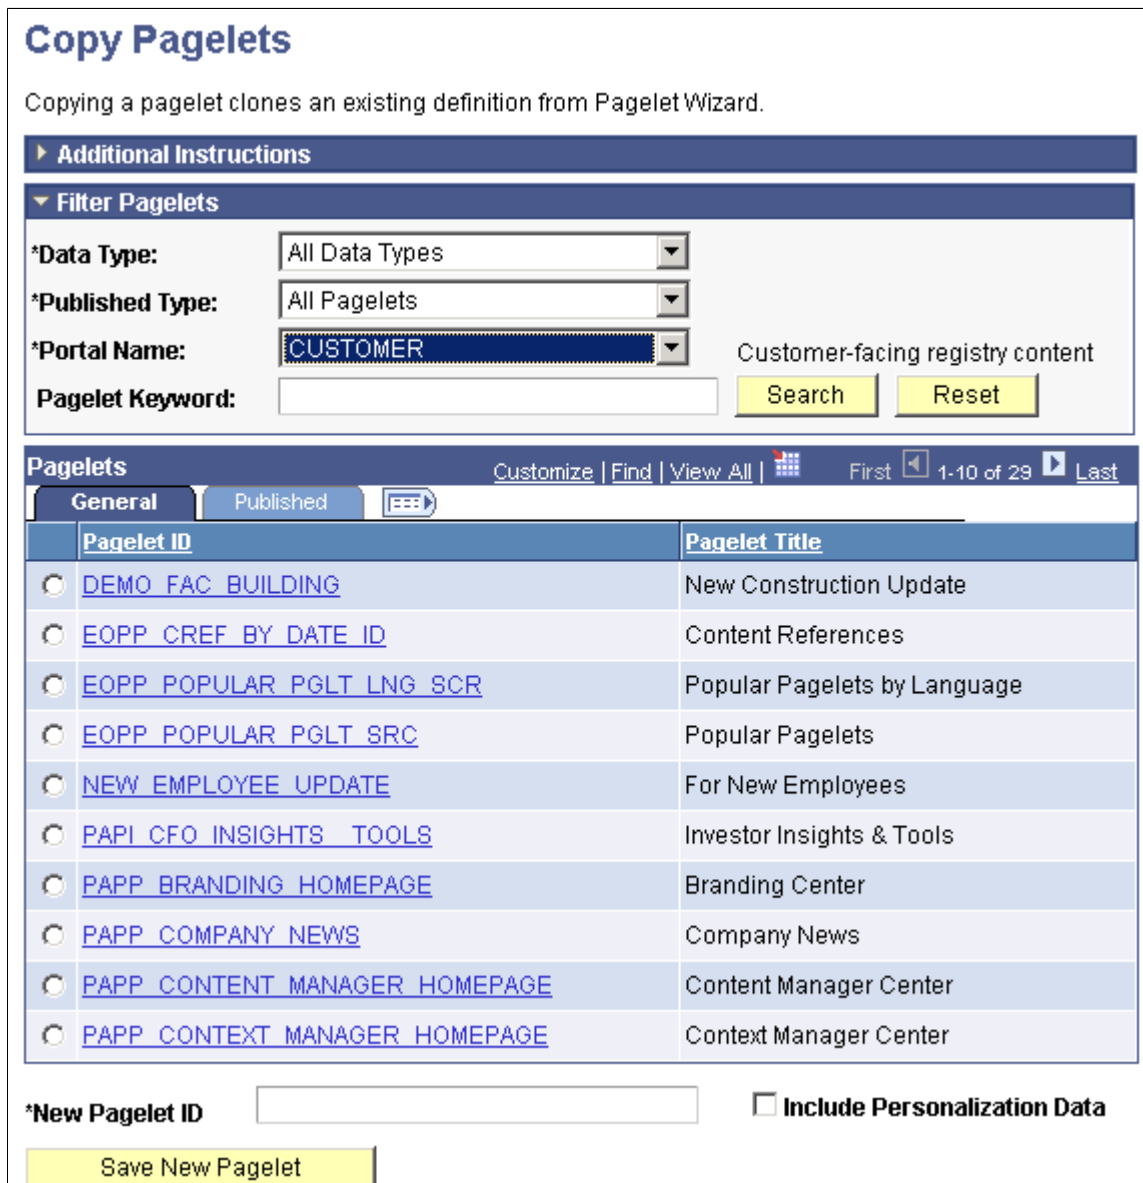 Copy Pagelets
Copying a pagelet clones an existing definition from Pagelet Wizard.
Additional Instructions
Filter Pagelets
*Data Type: All Data Types
*Published Type: All Pagelets
*Portal Name: CUSTOMER Customer-facing registry content
Pagelet Keyword: Search Reset
Pagelets Customize | Find | View All | First 1-10 of 29 Last
General Published
Pagelet ID Pagelet Title
DEMO_FAC_BUILDING New Construction Update
EOPP_CREF_BY_DATE_ID Content References
EOPP_POPULAR_PGLT_LNG_SCR Popular Pagelets by Language
EOPP_POPULAR_PGLT_SRC Popular Pagelets
NEW_EMPLOYEE_UPDATE For New Employees
PAPI_CFO_INSIGHTS__TOOLS Investor Insights & Tools
PAPP_BRANDING_HOMEPAGE Branding Center
PAPP_COMPANY_NEWS Company News
PAPP_CONTENT_MANAGER_HOMEPAGE Content Manager Center
PAPP_CONTEXT_MANAGER_HOMEPAGE Context Manager Center
*New Pagelet ID Include Personalization Data
Save New Pagelet